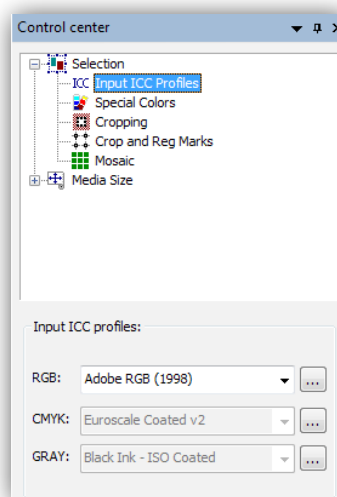 Control center
Selection
ICC Input ICC Profiles
Special Colors
Cropping
Crop and Reg Marks
Mosaic
Media Size
Input ICC profiles:
RGB: Adobe RGB (1998) ...
CMYK: Euroscale Coated v2 ...
GRAY: Black Ink - ISO Coated ...